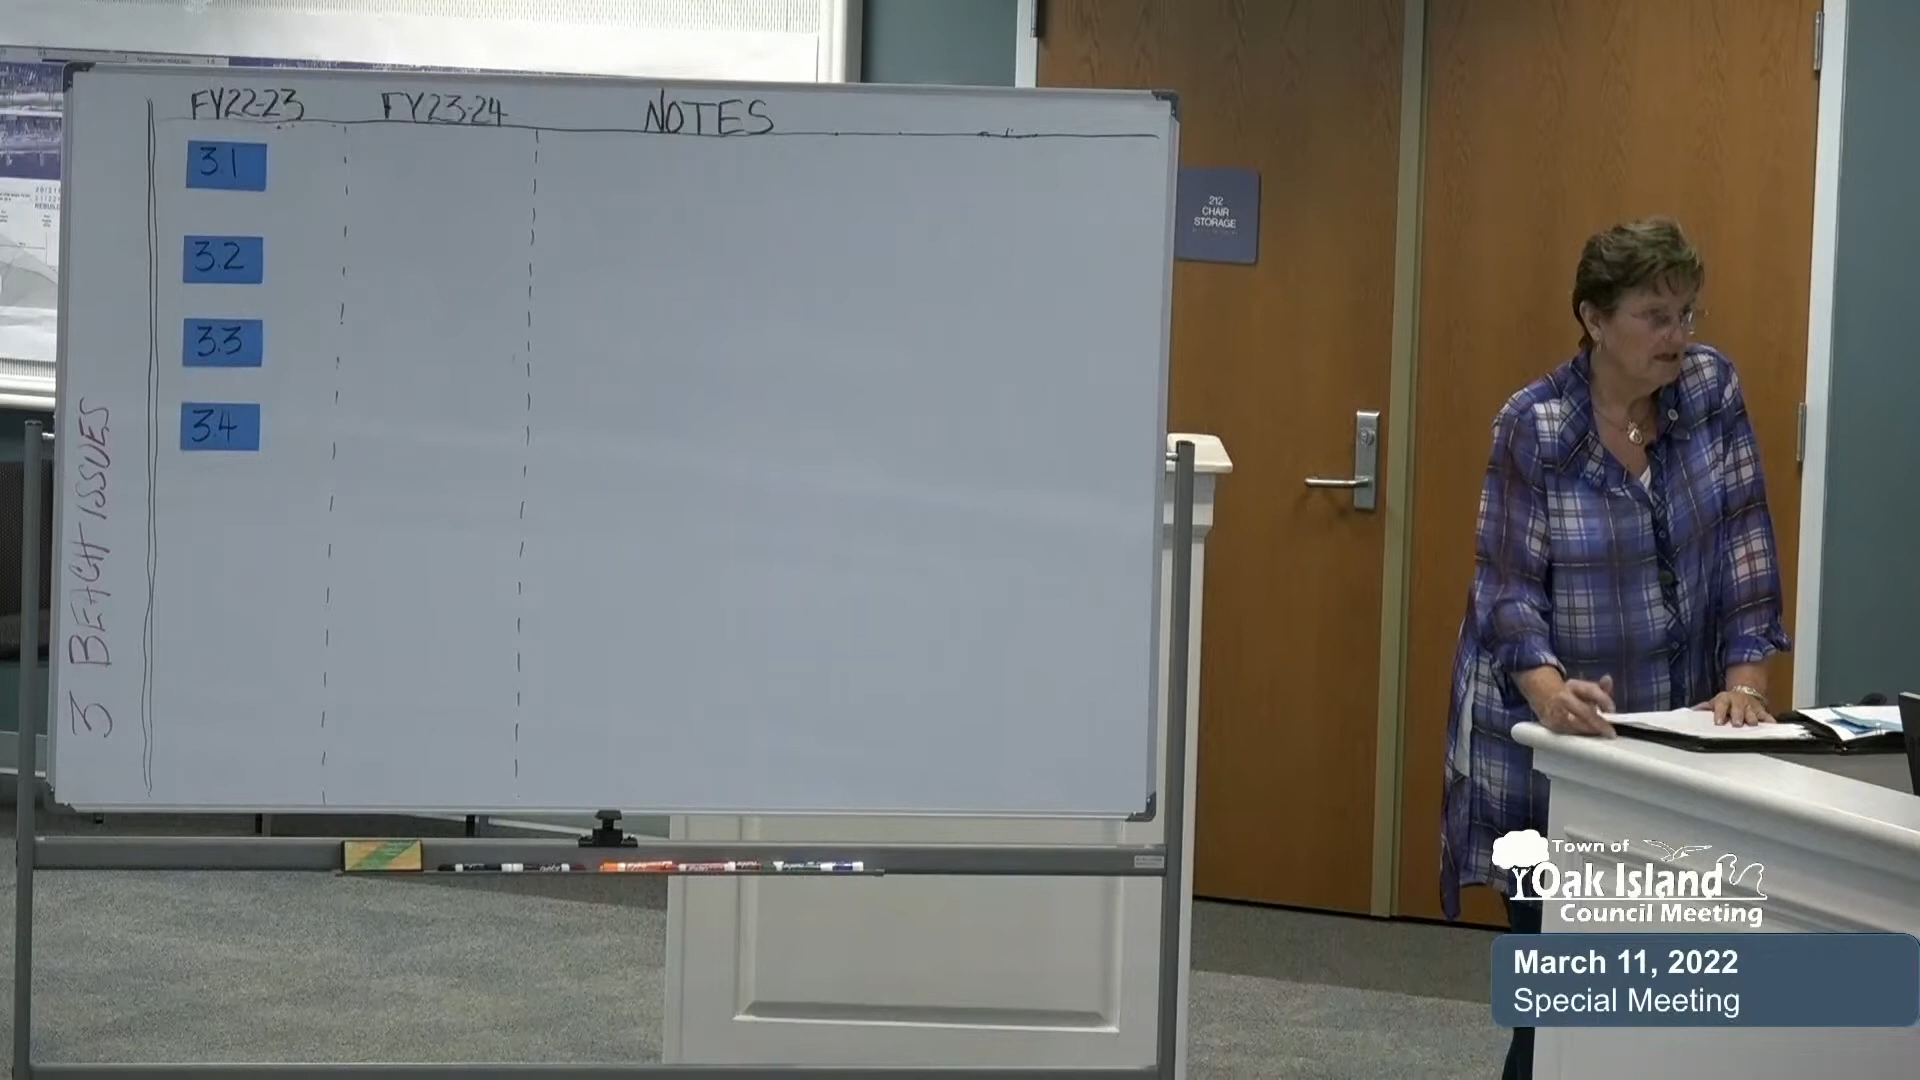 FY22-23 FY23-24 NOTES
3.1
3.2
3.3
3.4
3 BEACH ISSUES
212
CHAIR
STORAGE
Town of
Oak Island
Council Meeting
March 11, 2022
Special Meeting